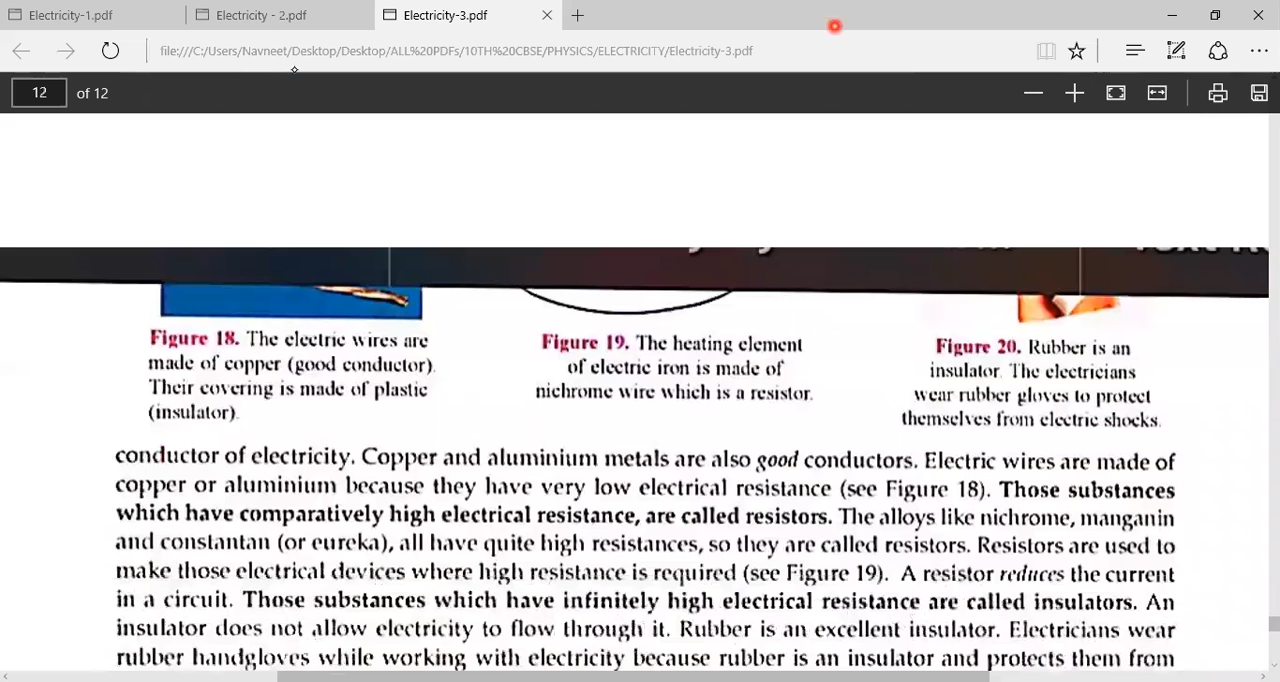 Electricity-1.pdf
Electricity - 2.pdf
Electricity-3.pdf
file:///C:/Users/Navneet/Desktop/Desktop/ALL%20PDFs/10TH%20CBSE/PHYSICS/ELECTRICITY/Electricity-3.pdf
12 of 12
Figure 18. The electric wires are
made of copper (good conductor).
Their covering is made of plastic
(insulator).
Figure 19. The heating element
of electric iron is made of
nichrome wire which is a resistor.
Figure 20. Rubber is an
insulator. The electricians
wear rubber gloves to protect
themselves from electric shocks.
conductor of electricity. Copper and aluminium metals are also good conductors. Electric wires are made of
copper or aluminium because they have very low electrical resistance (see Figure 18). Those substances
which have comparatively high electrical resistance, are called resistors. The alloys like nichrome, manganin
and constantan (or eureka), all have quite high resistances, so they are called resistors. Resistors are used to
make those electrical devices where high resistance is required (see Figure 19). A resistor reduces the current
in a circuit. Those substances which have infinitely high electrical resistance are called insulators. An
insulator does not allow electricity to flow through it. Rubber is an excellent insulator. Electricians wear
rubber handgloves while working with electricity because rubber is an insulator and protects them from